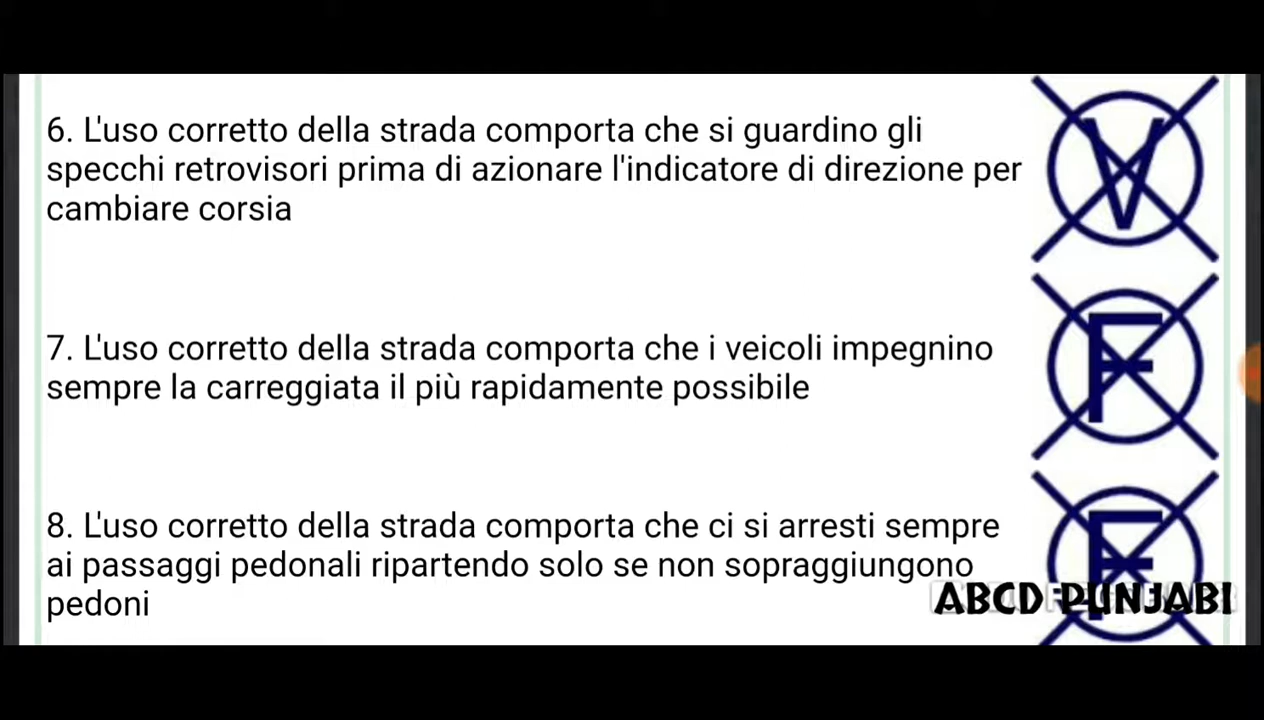 6. L'uso corretto della strada comporta che si guardino gli
specchi retrovisori prima di azionare l'indicatore di direzione per
cambiare corsia
V
7. L'uso corretto della strada comporta che i veicoli impegnino
sempre la carreggiata il più rapidamente possibile
F
8. L'uso corretto della strada comporta che ci si arresti sempre
ai passaggi pedonali ripartendo solo se non sopraggiungono
pedoni
F
ABCD PUNJABI